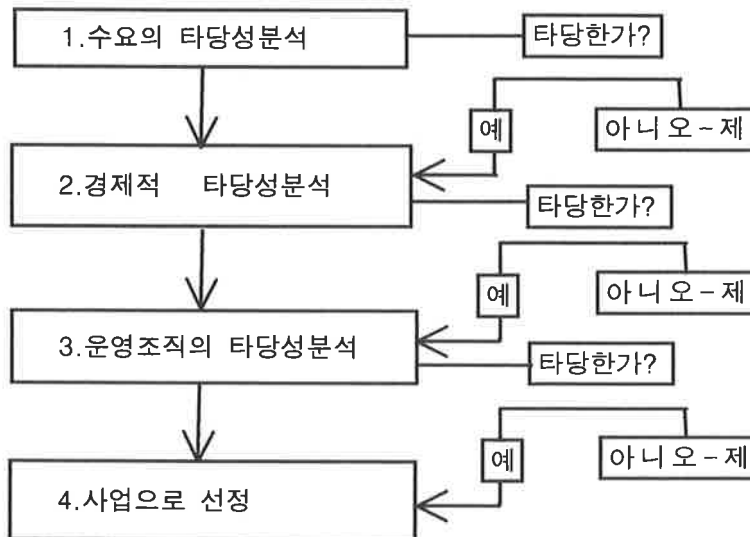 1.수요의 타당성분석
타당한가?
예
아니오-제
2.경제적 타당성분석
타당한가?
예
아니오-제
3.운영조직의 타당성분석
타당한가?
예
아니오-제
4.사업으로 선정